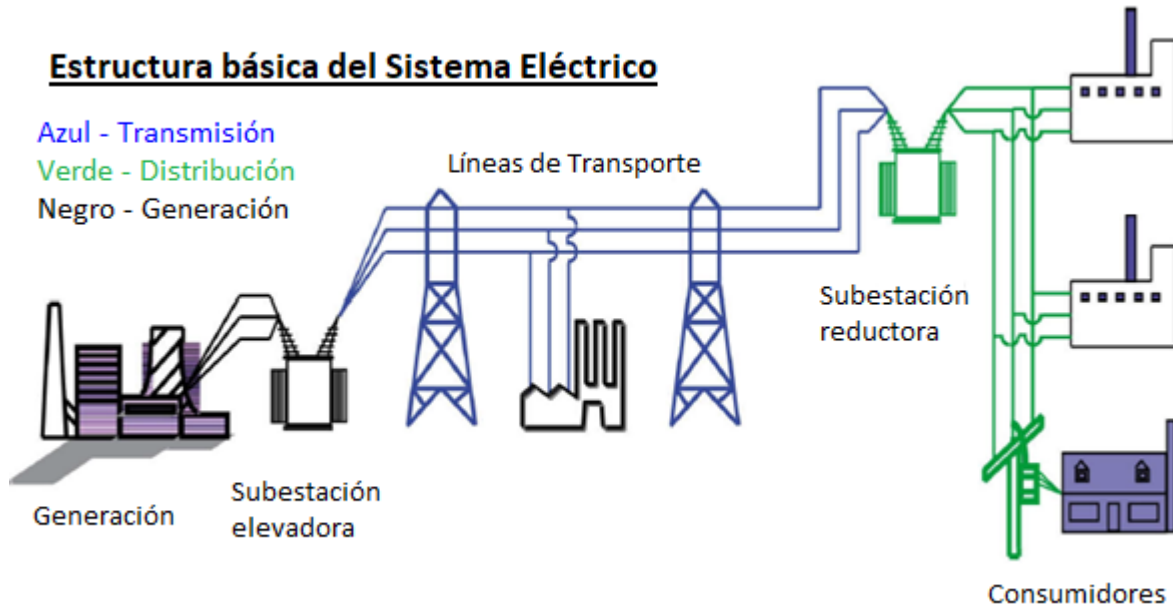 Estructura básica del Sistema Eléctrico
Azul - Transmisión
Verde - Distribución
Negro - Generación
Líneas de Transporte
Subestación
reductora
Subestación
elevadora
Generación
Consumidores